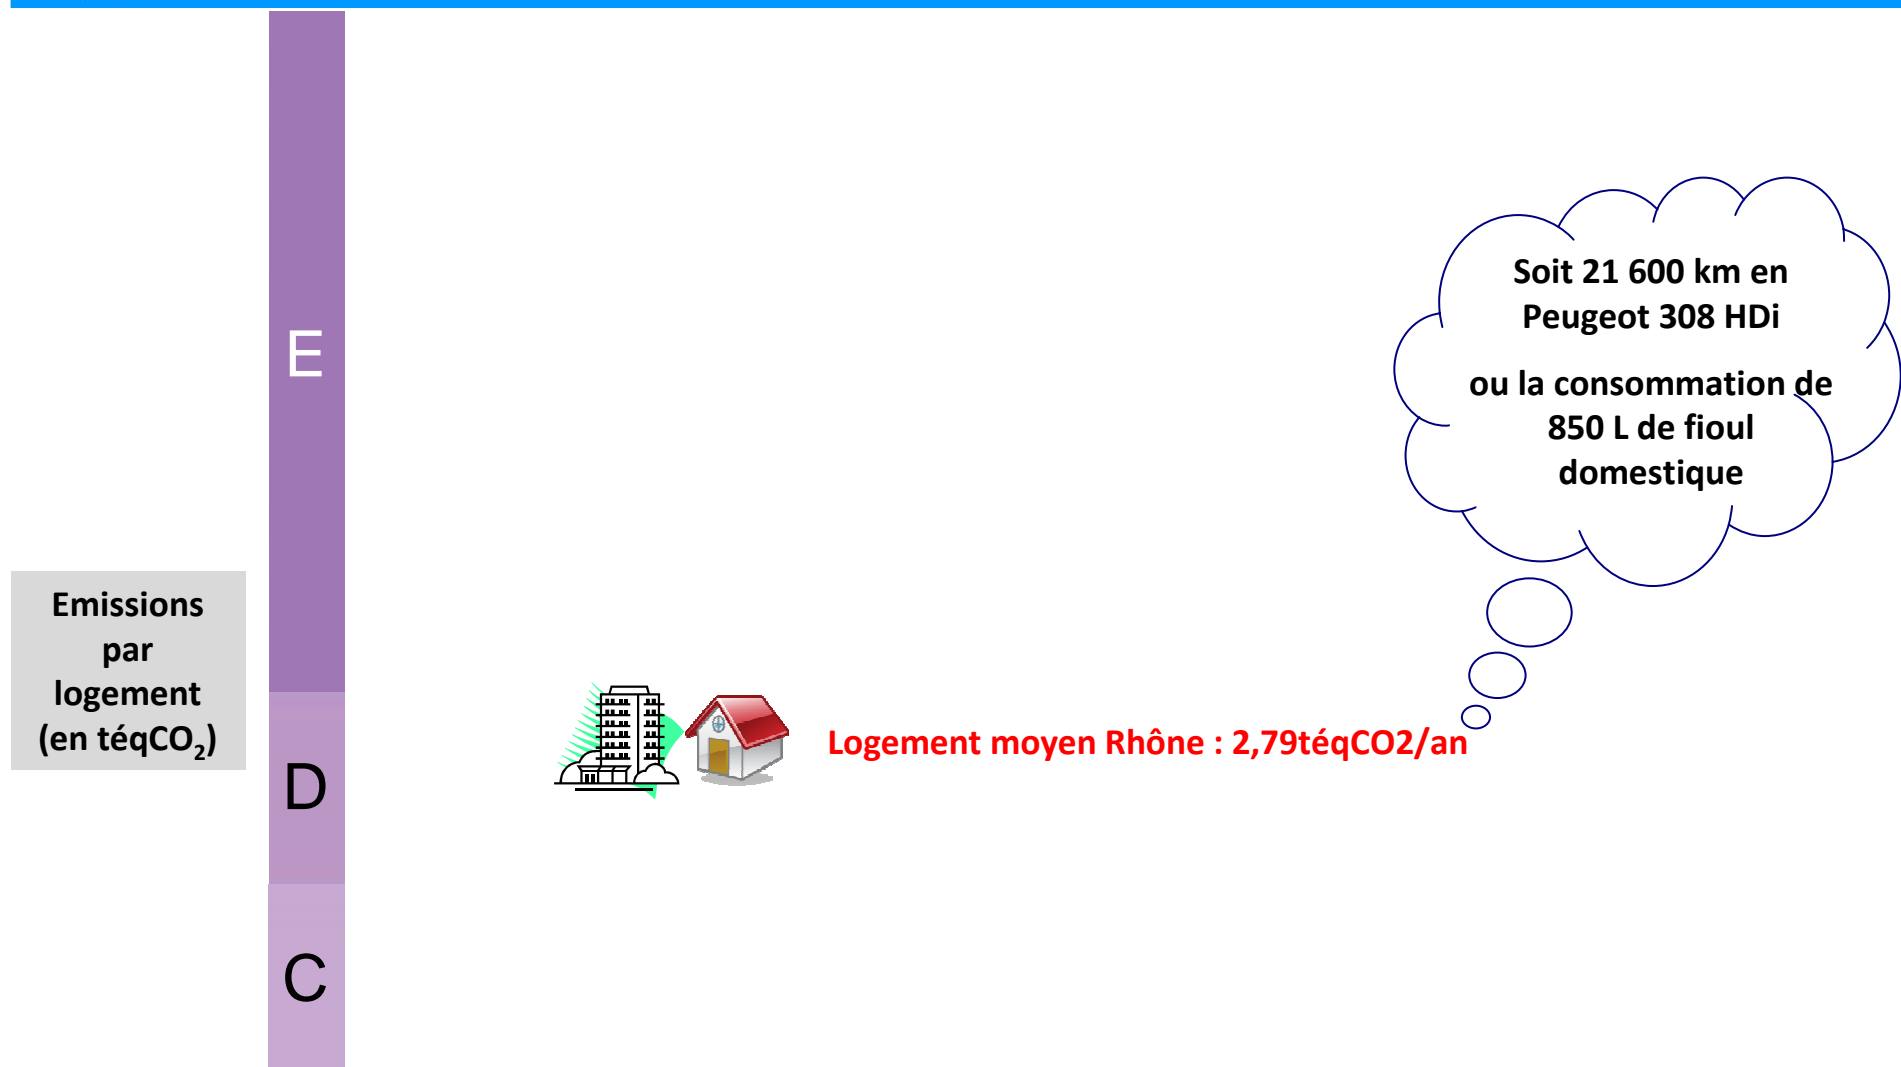 E
Soit 21 600 km en
Peugeot 308 HDi
ou la consommation de
850 L de fioul
domestique
Emissions
par
logement
(en téqCO₂)
Logement moyen Rhône : 2,79téqCO2/an
D
C